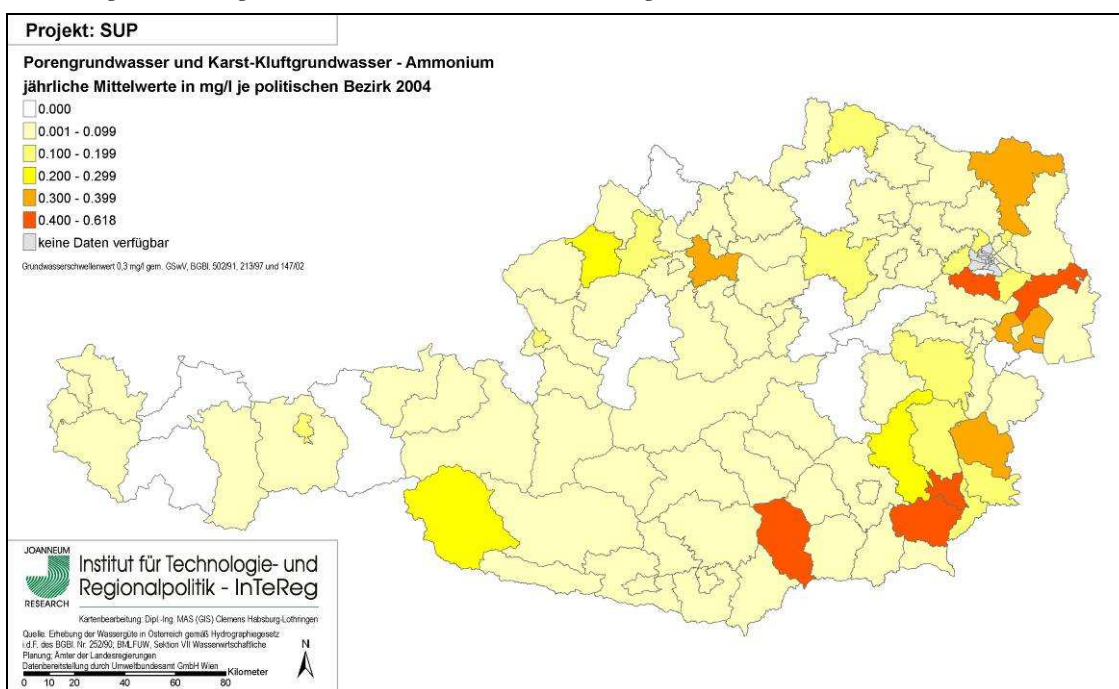 Projekt: SUP
Porengrundwasser und Karst-Kluftgrundwasser - Ammonium
jährliche Mittelwerte in mg/l je politischen Bezirk 2004
0.000
0.001 - 0.099
0.100 - 0.199
0.200 - 0.299
0.300 - 0.399
0.400 - 0.618
keine Daten verfügbar
Grundwasserschwellenwert 0,3 mg/l gem. GSwV, BGBl. 502/91, 213/97 und 147/02
JOANNEUM
RESEARCH
Institut für Technologie- und
Regionalpolitik - InTeReg
Kartenbearbeitung: Dipl.-Ing. MAS (GIS) Clemens Habsburg-Lothringen
Quelle: Erhebung der Wassergüte in Österreich gemäß Hydrographiegesetz
i.d.F. des BGBl. Nr. 252/90; BMLFUW, Sektion VII Wasserwirtschaftliche
Planung; Ämter der Landesregierungen
Datenbereitstellung durch Umweltbundesamt GmbH Wien
N
Kilometer
0 10 20 40 60 80